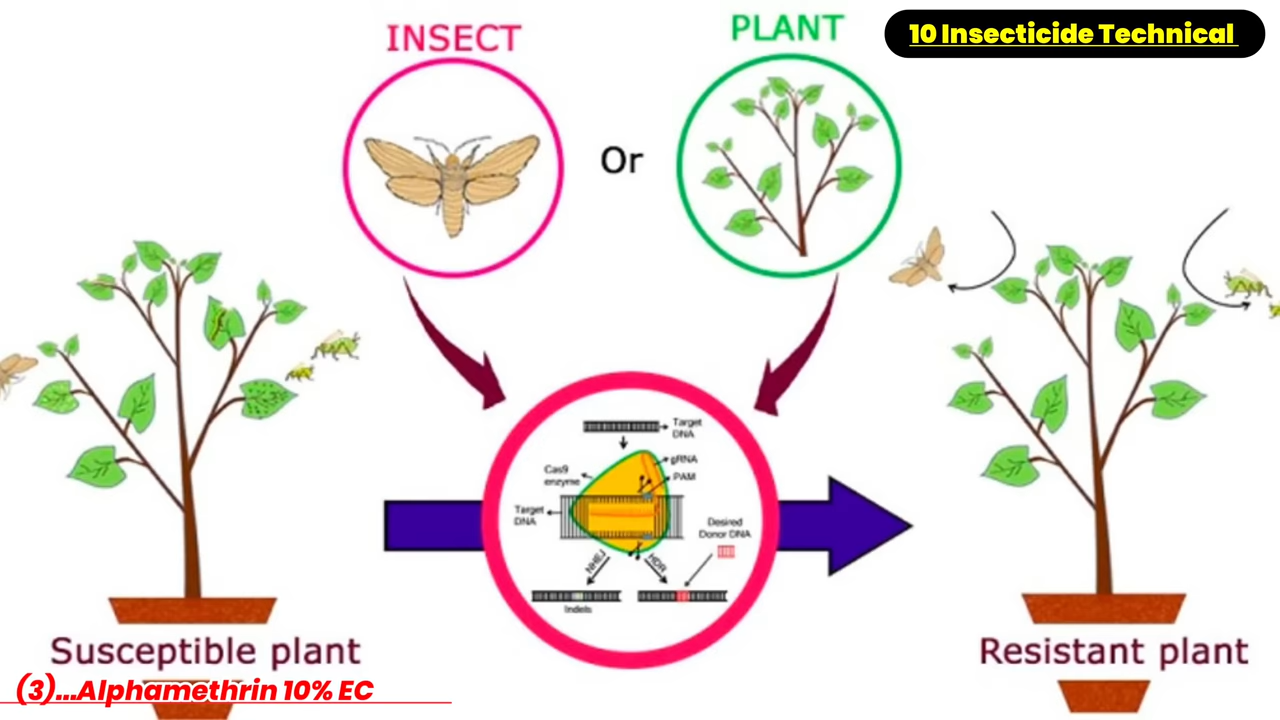 INSECT
Or
PLANT
10 Insecticide Technical
Target
DNA
gRNA
PAM
Cas9
enzyme
Target
DNA
Desired
Donor DNA
NHEJ
HDR
Indels
Susceptible plant
Resistant plant
(3)...Alphamethrin 10% EC